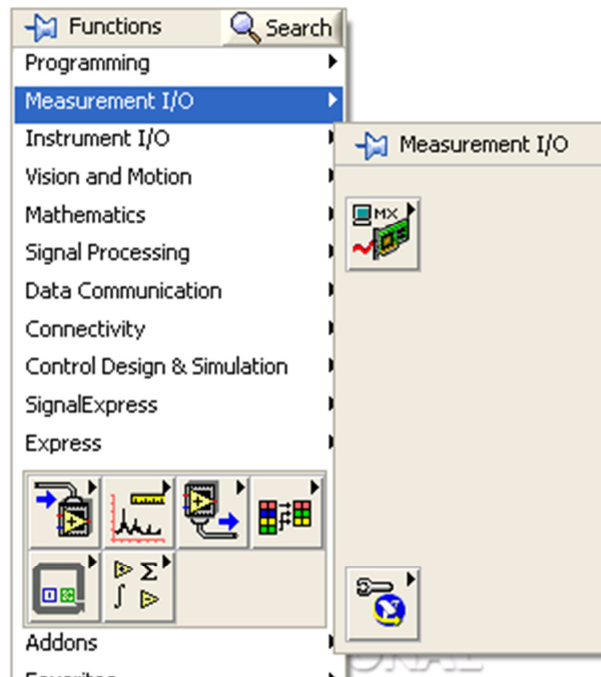 Functions
Search
Programming
Measurement I/O
Instrument I/O
Vision and Motion
Mathematics
Signal Processing
Data Communication
Connectivity
Control Design & Simulation
SignalExpress
Express
Addons
Measurement I/O
MX